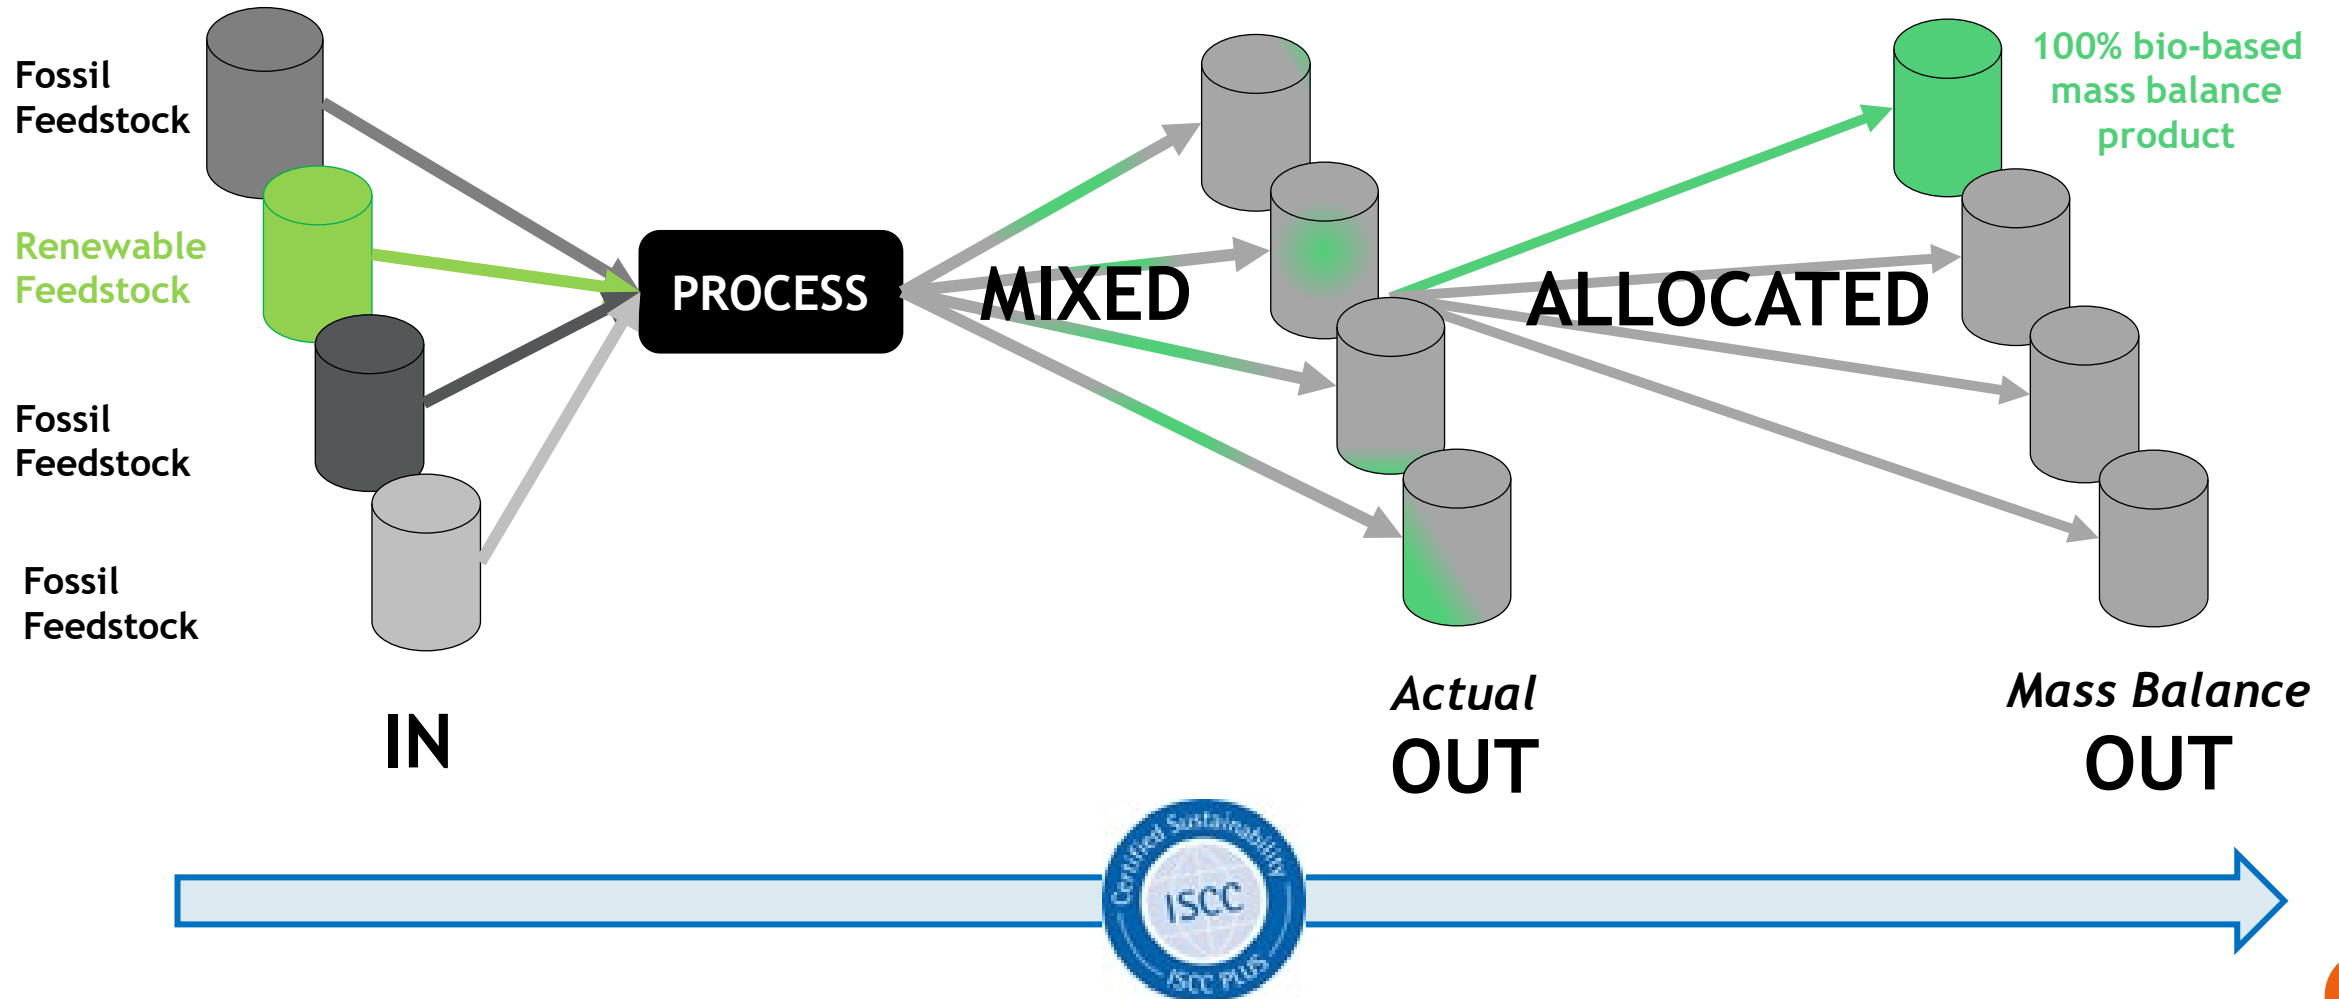 Fossil
Feedstock
Renewable
Feedstock
Fossil
Feedstock
Fossil
Feedstock
IN
PROCESS
MIXED
Actual
OUT
ALLOCATED
100% bio-based
mass balance
product
Mass Balance
OUT
Certified Sustainability
ISCC
ISCC PLUS